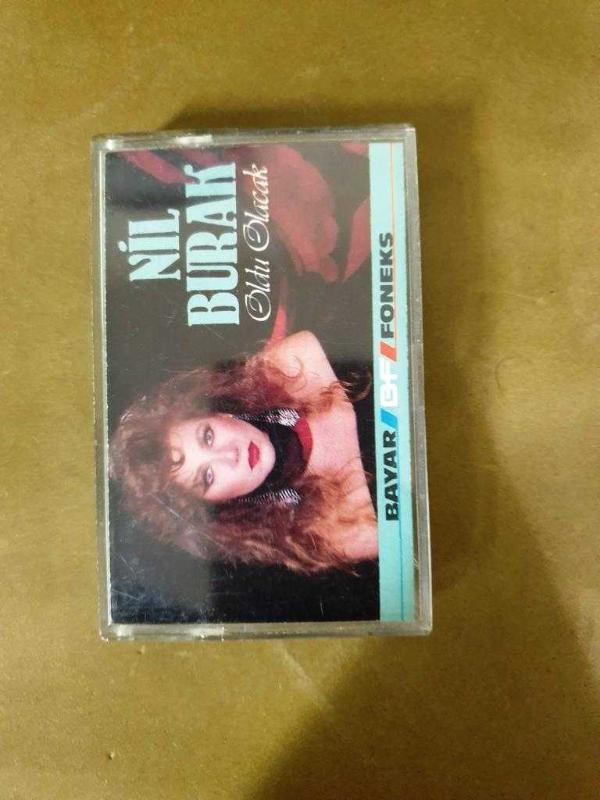 NİL
BURAK
Oldu Olacak
BAYAR/BF/FONEKS